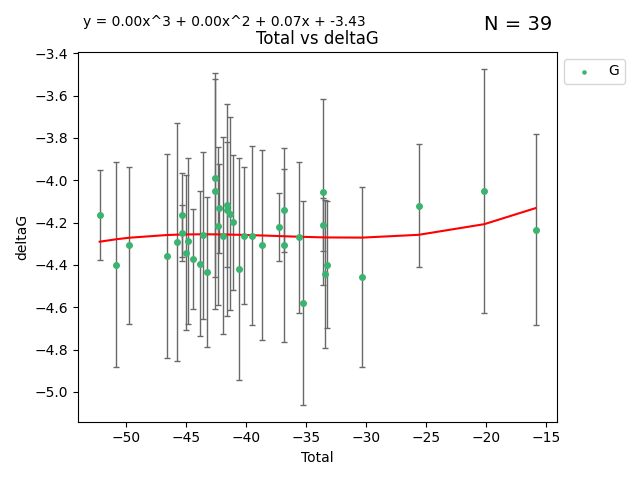 y = 0.00x^3 + 0.00x^2 + 0.07x + -3.43
N = 39
Total vs deltaG
G
deltaG
−3.4
−3.6
−3.8
−4.0
−4.2
−4.4
−4.6
−4.8
−5.0
−50
−45
−40
−35
−30
−25
−20
−15
Total